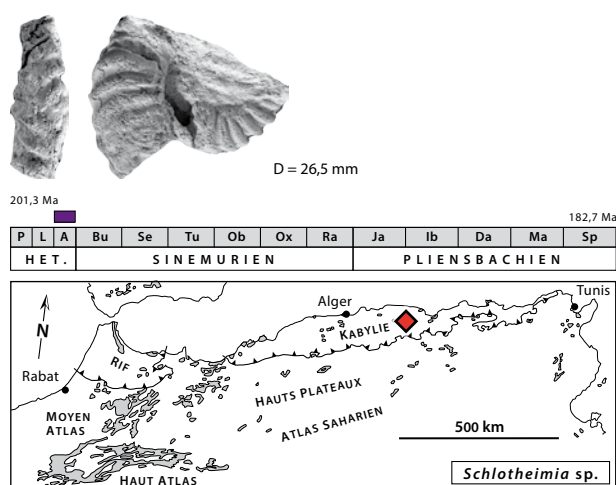 D = 26,5 mm
201,3 Ma
182,7 Ma
P L A Bu Se Tu Ob Ox Ra Ja Ib Da Ma Sp
HET. SINEMURIEN PLIENSBACHIEN
Tunis
Alger
N
KABYLIE
RIF
Rabat
HAUTS PLATEAUX
MOYEN
ATLAS
ATLAS SAHARIEN
500 km
HAUT ATLAS
Schlotheimia sp.